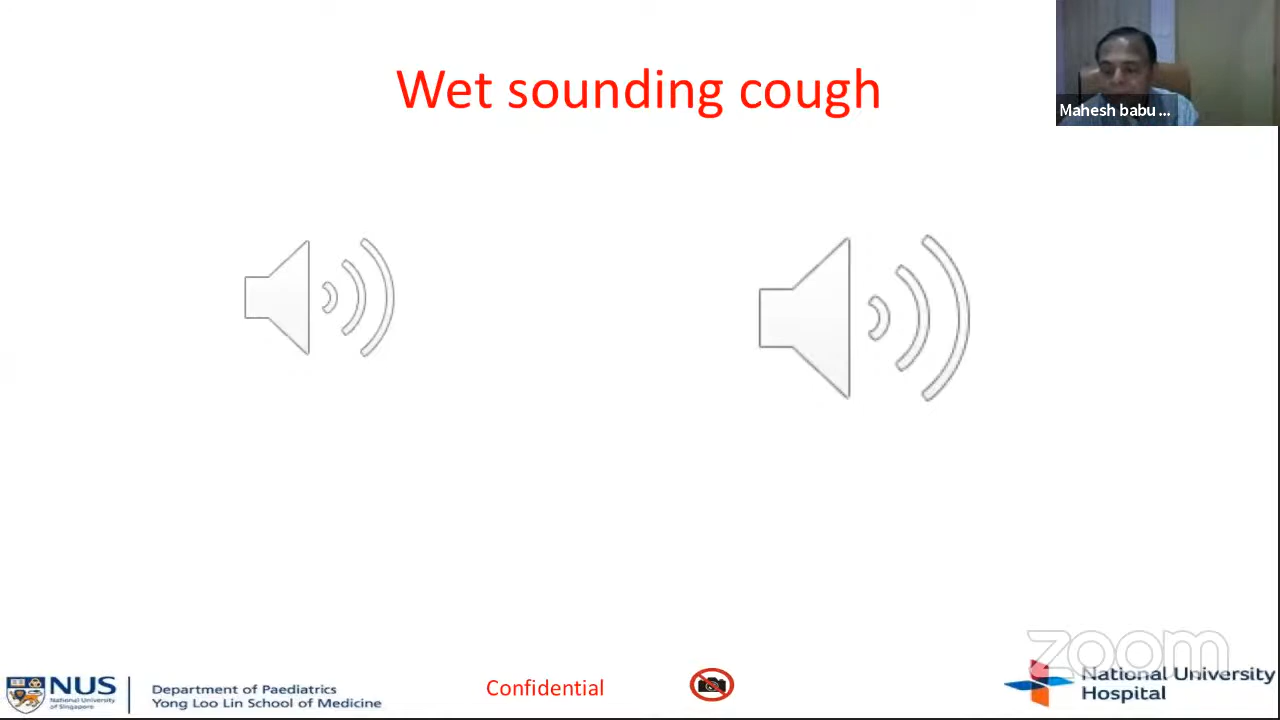 Wet sounding cough
Mahesh babu ...
zoom
NUS
National University
of Singapore
Department of Paediatrics
Yong Loo Lin School of Medicine
Confidential
National University
Hospital